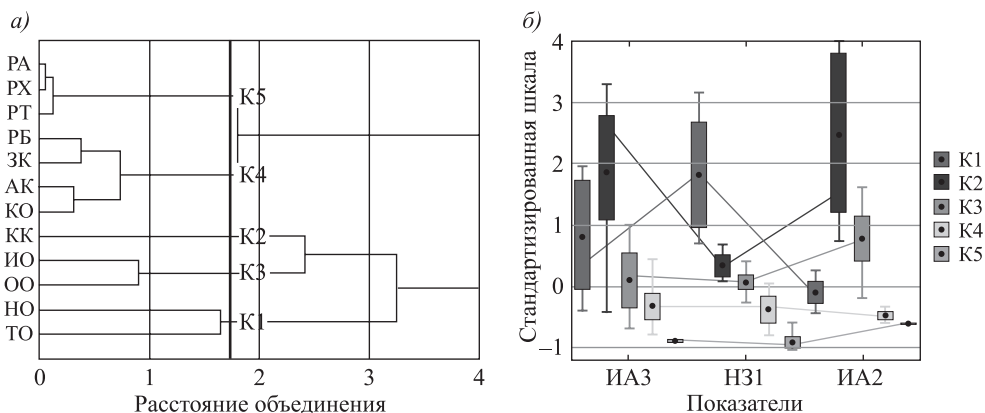 а)
РА
РХ
РТ
РБ
ЗК
АК
КО
КК
ИО
ОО
НО
ТО
К5
К4
К2
К3
К1
0 1 2 3 4
Расстояние объединения
б)
Стандартизированная шкала
4
3
2
1
0
−1
ИА3 НЗ1 ИА2
Показатели
К1
К2
К3
К4
К5